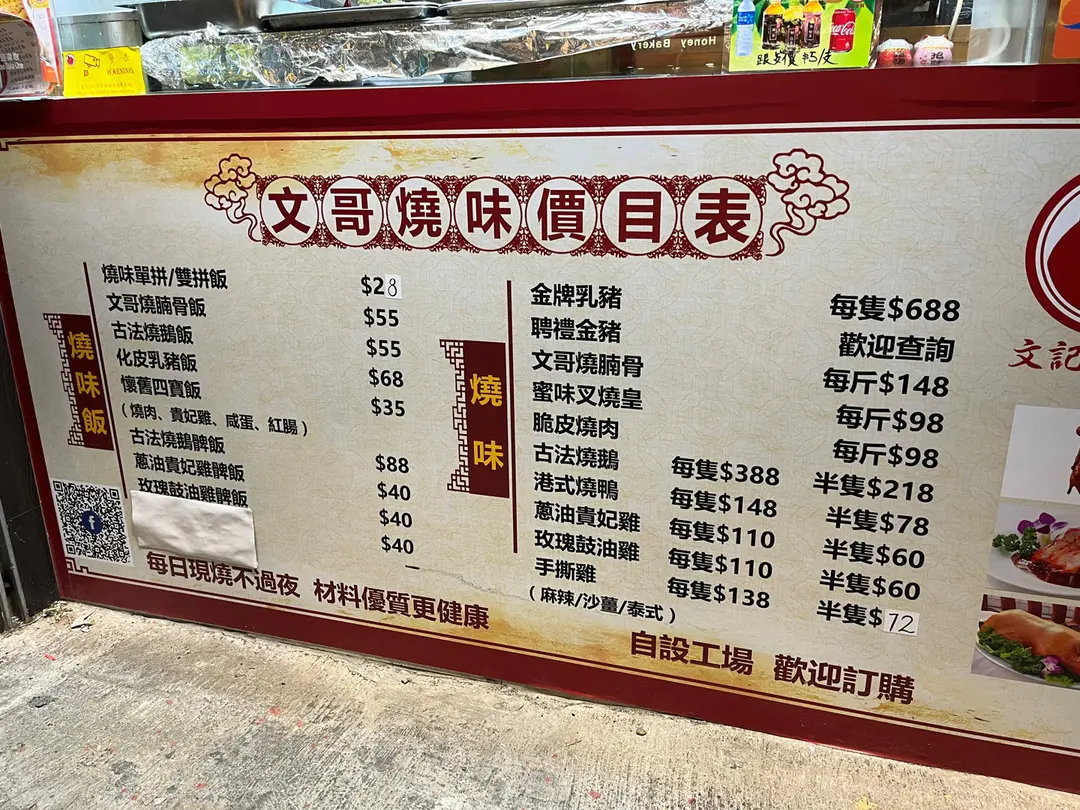 WARNING
Honey Bakery
Coca-Cola
文哥燒味價目表
燒味飯
燒味單拼/雙拼飯 $28
文哥燒腩骨飯 $55
古法燒鵝飯 $55
化皮乳豬飯 $68
懷舊四寶飯 $35
(燒肉、貴妃雞、咸蛋、紅腸)
古法燒鵝髀飯 $88
蔥油貴妃雞髀飯 $40
玫瑰鼓油雞髀飯 $40
$40
燒味
金牌乳豬 每隻$688
聘禮金豬 歡迎查詢
文哥燒腩骨 每斤$148
蜜味叉燒皇 每斤$98
脆皮燒肉 每斤$98
古法燒鵝 每隻$388 半隻$218
港式燒鴨 每隻$148 半隻$78
蔥油貴妃雞 每隻$110 半隻$60
玫瑰鼓油雞 每隻$110 半隻$60
手撕雞 每隻$138 半隻$72
(麻辣/沙薑/泰式)
每日現燒不過夜 材料優質更健康
自設工場 歡迎訂購
文記